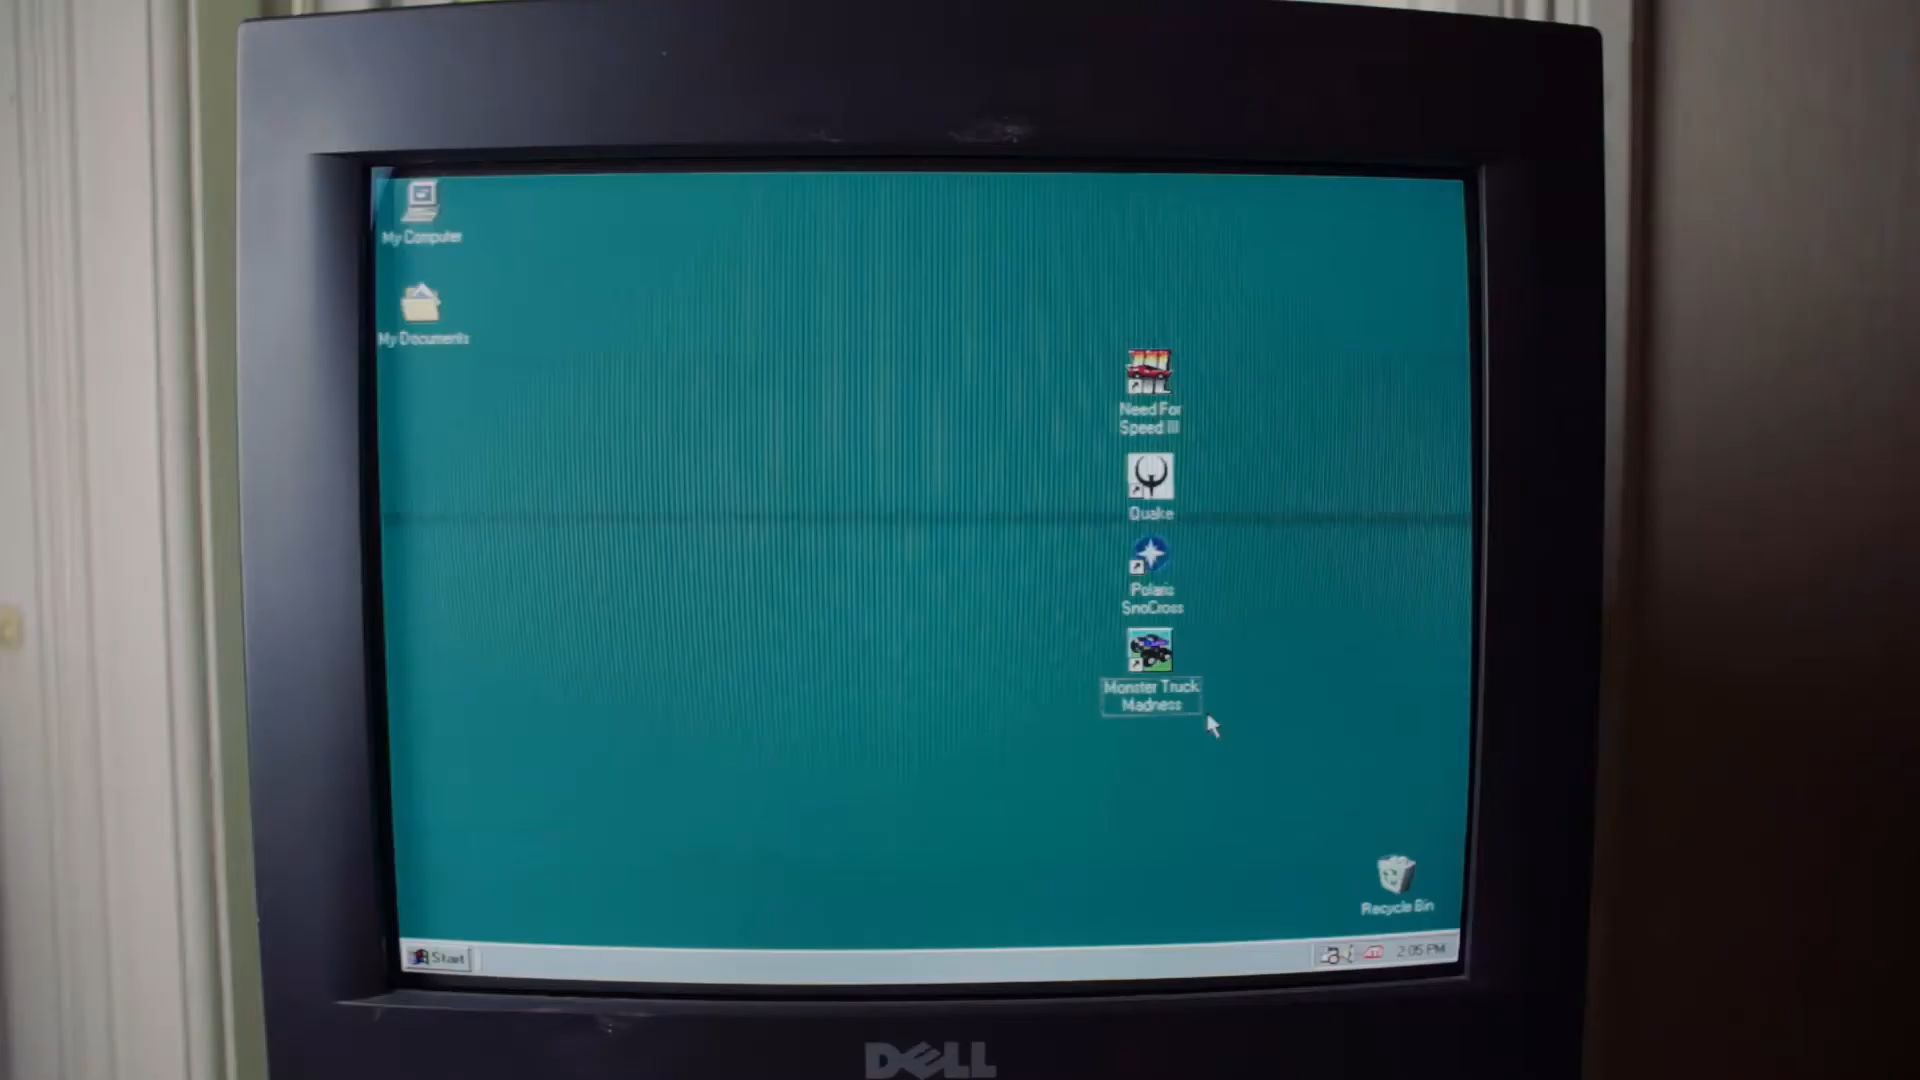 My Computer
My Documents
Need For
Speed III
Quake
Polaris
SnoCross
Monster Truck
Madness
Recycle Bin
Start
2:05 PM
DELL